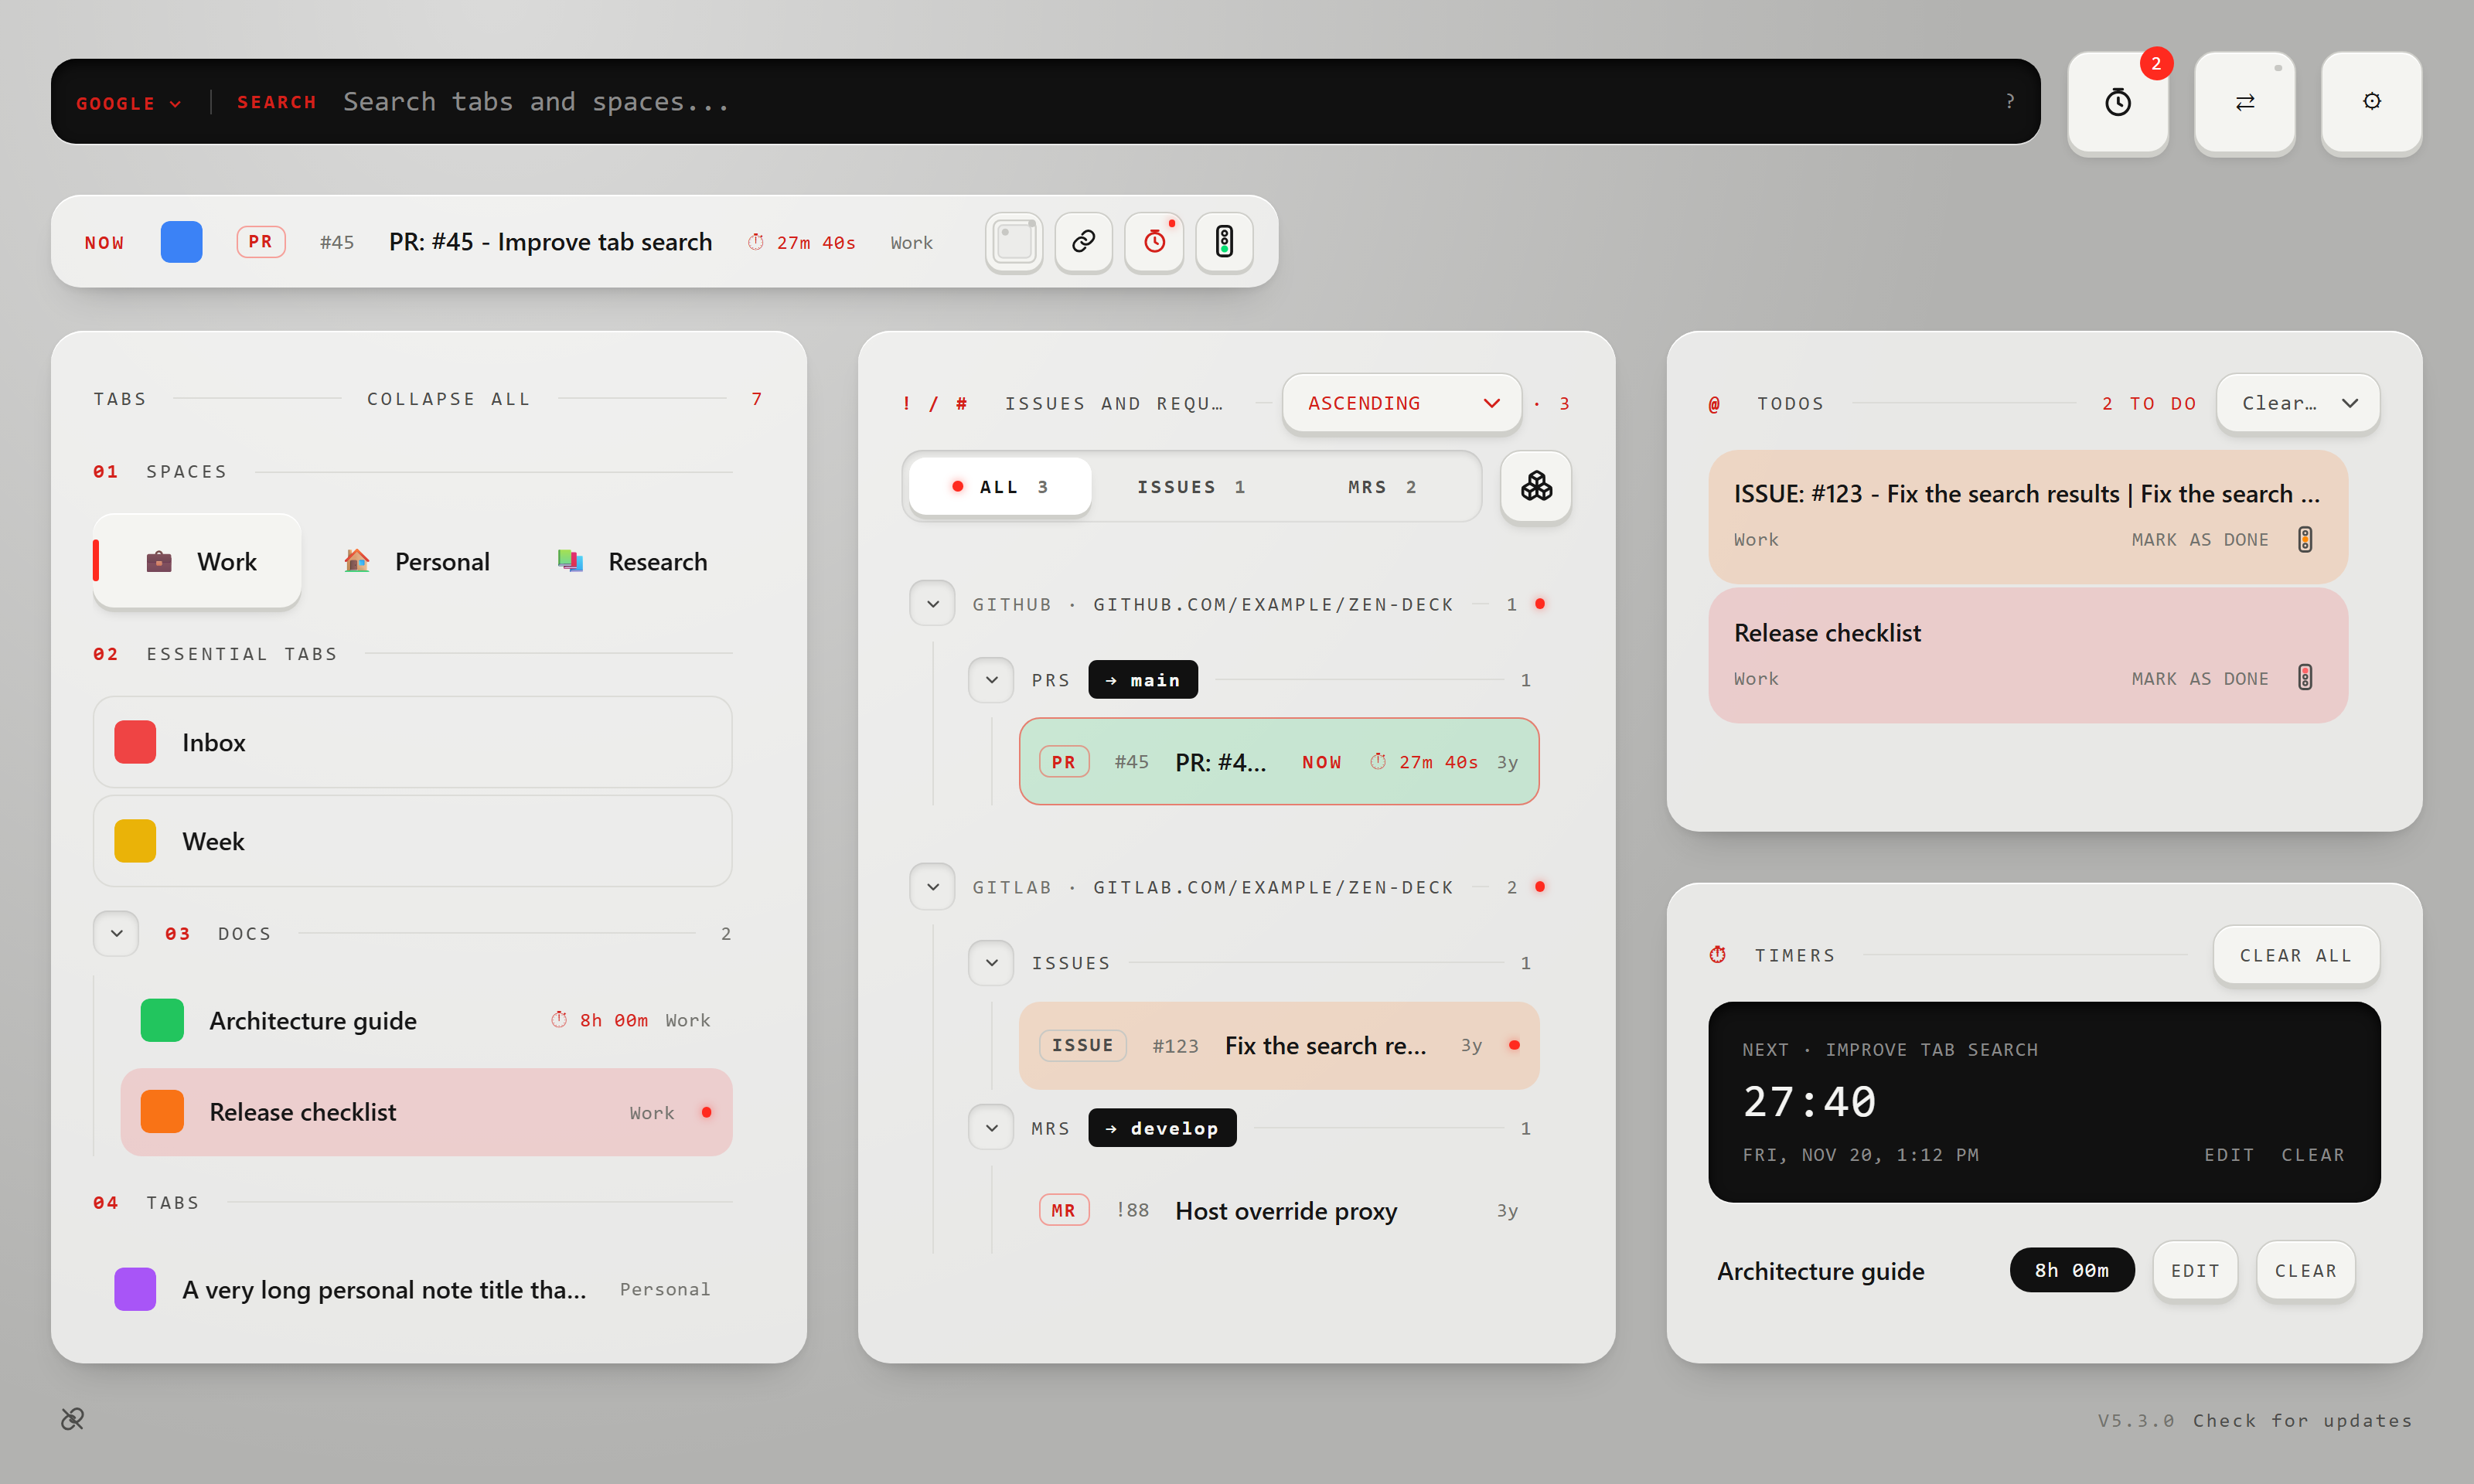 GOOGLE SEARCH Search tabs and spaces... ?
2
NOW PR #45 PR: #45 - Improve tab search 27m 40s Work
TABS COLLAPSE ALL 7
01 SPACES
Work Personal Research
02 ESSENTIAL TABS
Inbox
Week
03 DOCS 2
Architecture guide 8h 00m Work
Release checklist Work
04 TABS
A very long personal note title tha... Personal
! / # ISSUES AND REQU... ASCENDING · 3
ALL 3 ISSUES 1 MRS 2
GITHUB · GITHUB.COM/EXAMPLE/ZEN-DECK 1
PRS → main 1
PR #45 PR: #4... NOW 27m 40s 3y
GITLAB · GITLAB.COM/EXAMPLE/ZEN-DECK 2
ISSUES 1
ISSUE #123 Fix the search re... 3y
MRS → develop 1
MR !88 Host override proxy 3y
@ TODOS 2 TO DO Clear...
ISSUE: #123 - Fix the search results | Fix the search ...
Work MARK AS DONE
Release checklist
Work MARK AS DONE
TIMERS CLEAR ALL
NEXT · IMPROVE TAB SEARCH
27:40
FRI, NOV 20, 1:12 PM EDIT CLEAR
Architecture guide 8h 00m EDIT CLEAR
V5.3.0 Check for updates